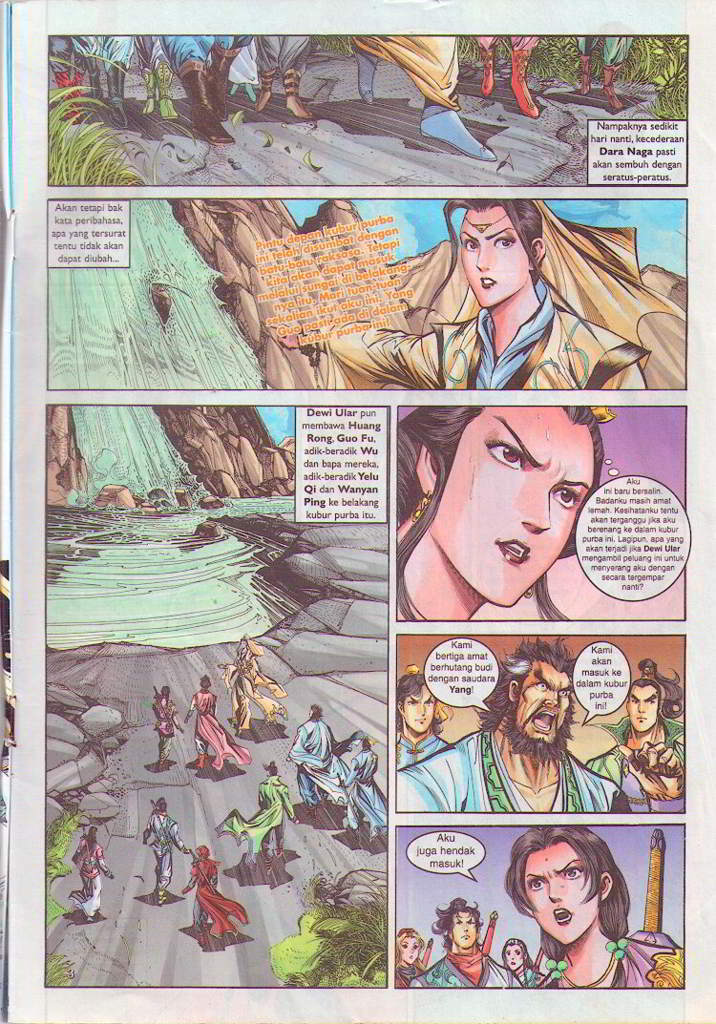 Nampaknya sedikit
hari nanti, kecederaan
Dara Naga pasti
akan sembuh dengan
seratus-peratus.
Akan tetapi bak
kata peribahasa,
apa yang tersurat
tentu tidak akan
dapat diubah...
Pintu depan kubur purba
ini telah disumbat dengan
batu-batu raksasa. Tetapi
kita akan dapat masuk
melalui sungai di belakang-
nya itu. Mari tuan-tuan
sekalian ikut aku ini. Yang
Guo pasti ada di dalam
kubur purba ini!
Dewi Ular pun
membawa Huang
Rong, Guo Fu,
adik-beradik Wu
dan bapa mereka,
adik-beradik Yelu
Qi dan Wanyan
Ping ke belakang
kubur purba itu.
Aku
ini baru bersalin.
Badanku masih amat
lemah. Kesihatanku tentu
akan terganggu jika aku
berenang ke dalam kubur
purba ini. Lagipun, apa yang
akan terjadi jika Dewi Ular
mengambil peluang ini untuk
menyerang aku dengan
secara tergempar
nanti?
Kami
bertiga amat
berhutang budi
dengan saudara
Yang!
Kami
akan
masuk ke
dalam kubur
purba
ini!
Aku
juga hendak
masuk!